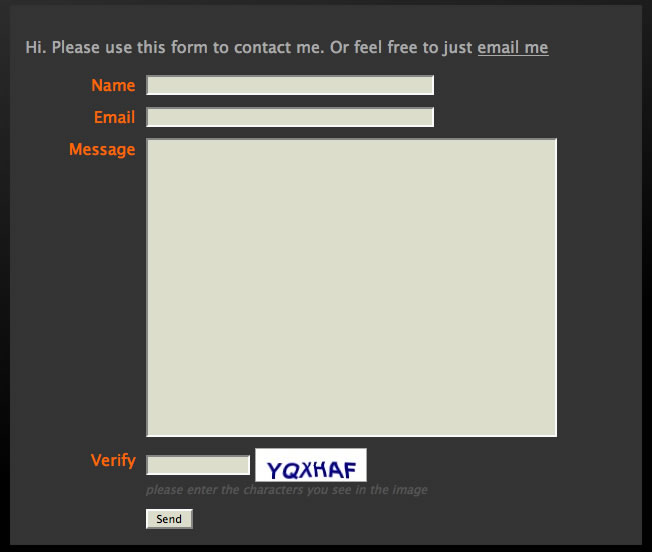 Hi. Please use this form to contact me. Or feel free to just email me
Name
Email
Message
Verify
YQXHAF
please enter the characters you see in the image
Send